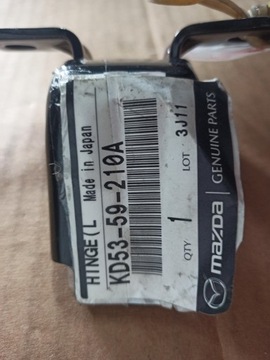 HINGE(L
Made in Japan
KD53-59-210A
QTY
1
LOT
3J11
mazda
GENUINE PARTS